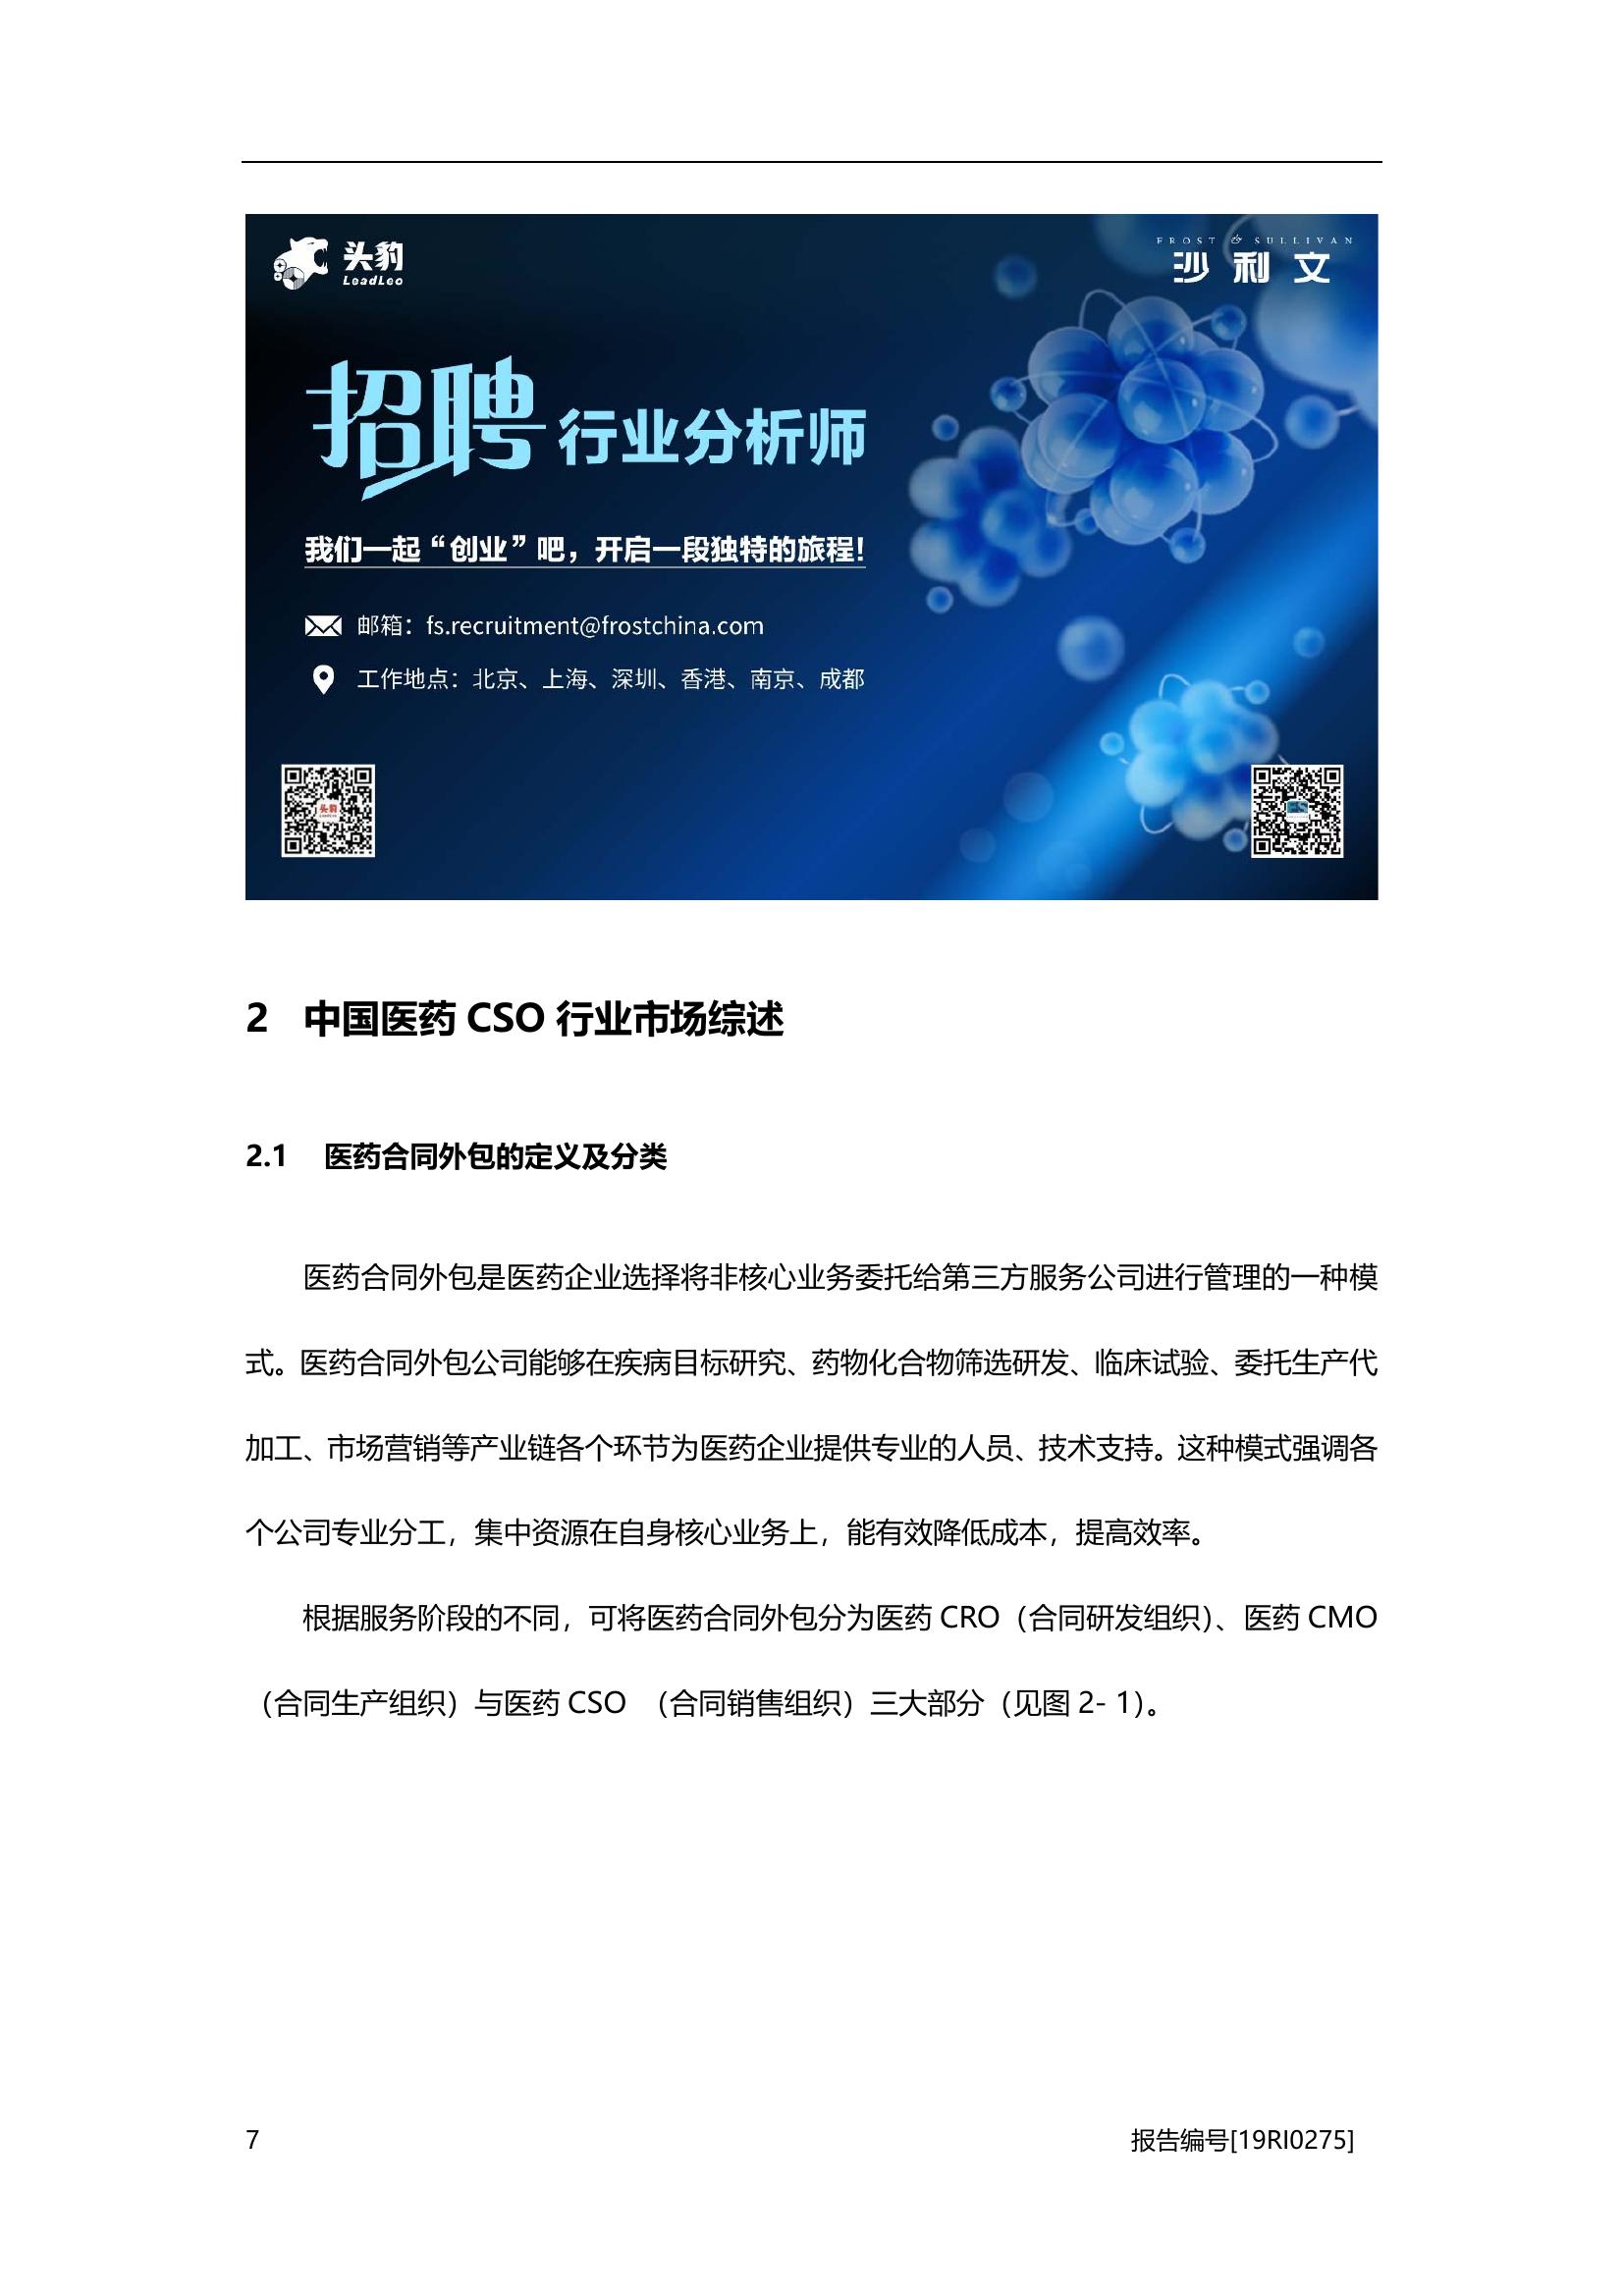 头豹
LeadLeo
FROST & SULLIVAN
沙利文
招聘 行业分析师
我们一起“创业”吧，开启一段独特的旅程！
邮箱：fs.recruitment@frostchina.com
工作地点：北京、上海、深圳、香港、南京、成都
头豹
2 中国医药 CSO 行业市场综述
2.1 医药合同外包的定义及分类
医药合同外包是医药企业选择将非核心业务委托给第三方服务公司进行管理的一种模
式。医药合同外包公司能够在疾病目标研究、药物化合物筛选研发、临床试验、委托生产代
加工、市场营销等产业链各个环节为医药企业提供专业的人员、技术支持。这种模式强调各
个公司专业分工，集中资源在自身核心业务上，能有效降低成本，提高效率。
根据服务阶段的不同，可将医药合同外包分为医药 CRO（合同研发组织）、医药 CMO
（合同生产组织）与医药 CSO （合同销售组织）三大部分（见图 2- 1）。
7 报告编号[19RI0275]